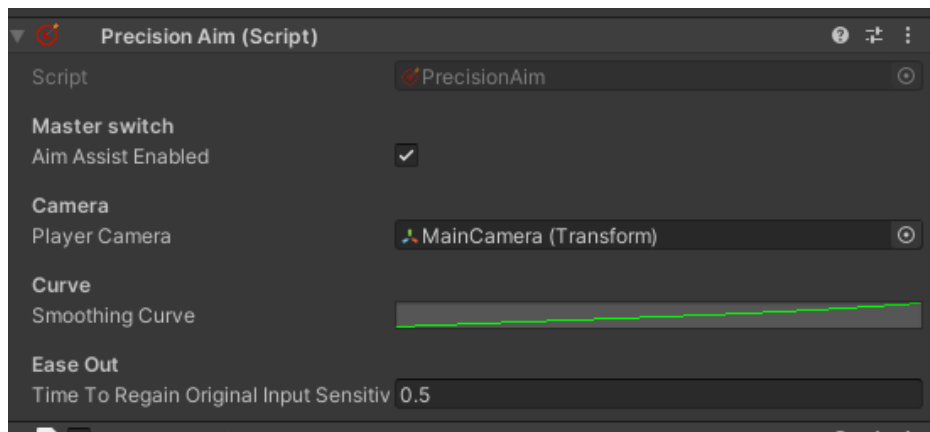 Precision Aim (Script)
Script PrecisionAim
Master switch
Aim Assist Enabled
Camera
Player Camera MainCamera (Transform)
Curve
Smoothing Curve
Ease Out
Time To Regain Original Input Sensitiv 0.5